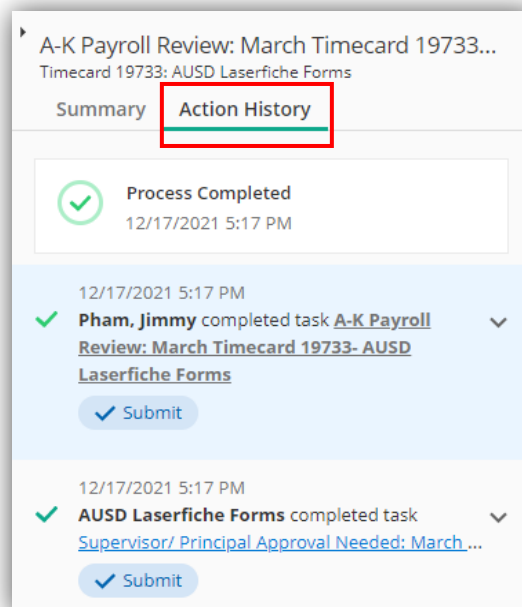 A-K Payroll Review: March Timecard 19733...
Timecard 19733: AUSD Laserfiche Forms
Summary Action History
Process Completed
12/17/2021 5:17 PM
12/17/2021 5:17 PM
Pham, Jimmy completed task A-K Payroll
Review: March Timecard 19733- AUSD
Laserfiche Forms
Submit
12/17/2021 5:17 PM
AUSD Laserfiche Forms completed task
Supervisor/ Principal Approval Needed: March ...
Submit